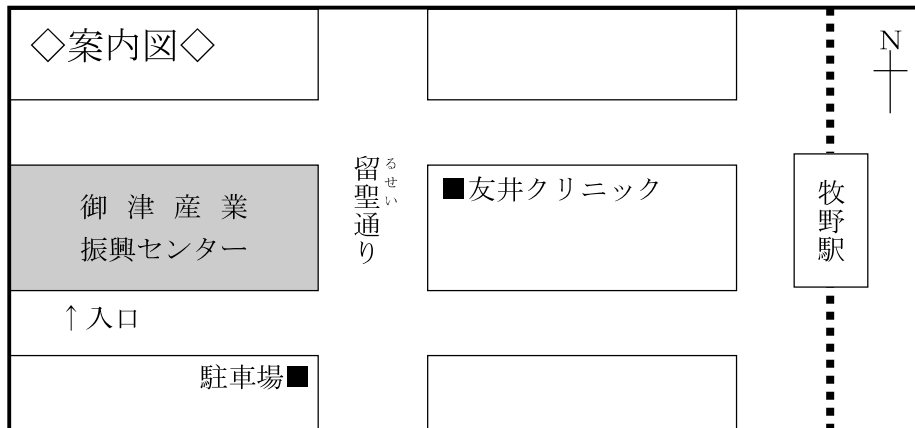 ◇案内図◇
N
御津産業
振興センター
↑入口
駐車場■
留聖通り
るせい
■友井クリニック
牧野駅